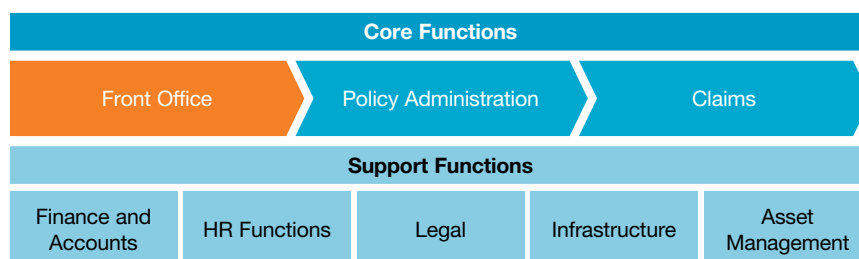 Core Functions
Front Office
Policy Administration
Claims
Support Functions
Finance and
Accounts
HR Functions
Legal
Infrastructure
Asset
Management